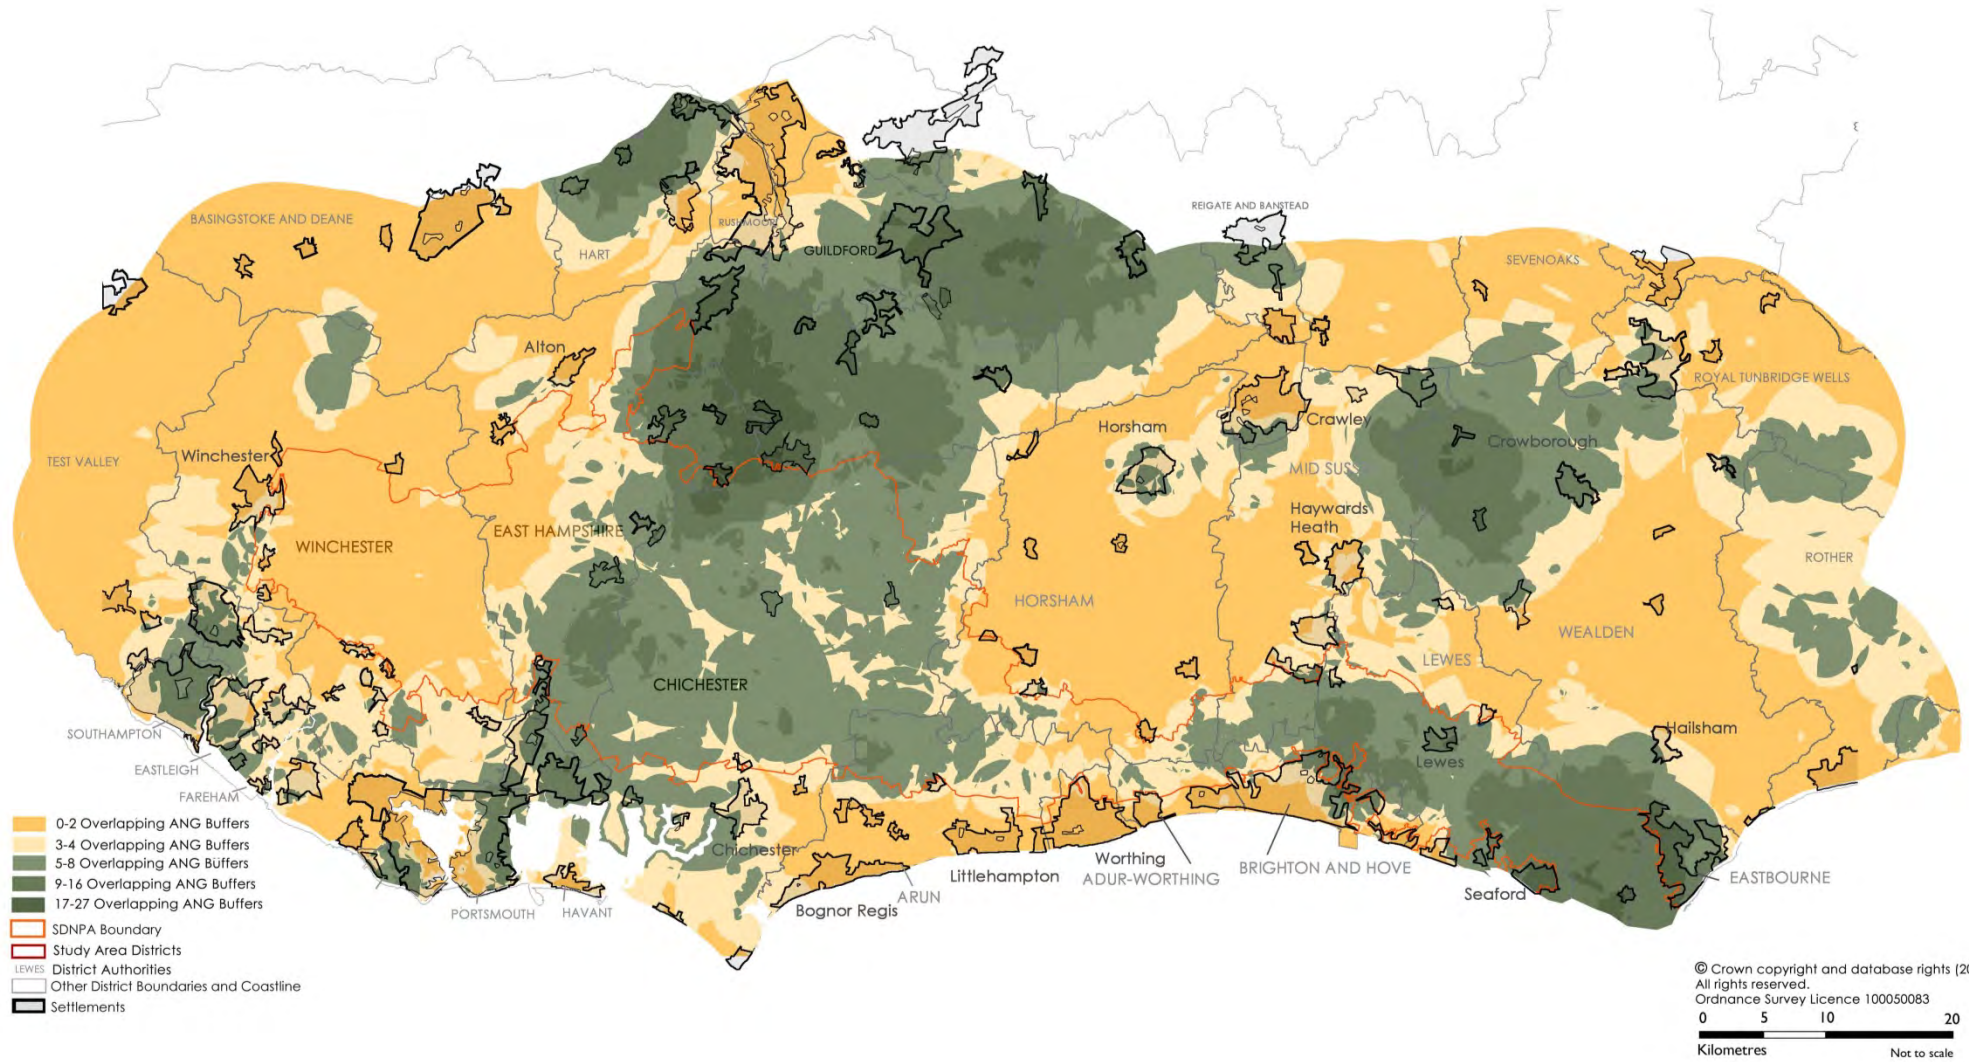 REIGATE AND BANSTEAD
BASINGSTOKE AND DEANE
RUSHMOOR
GUILDFORD
HART
SEVENOAKS
Alton
ROYAL TUNBRIDGE WELLS
Horsham
Crawley
Crowborough
Winchester
TEST VALLEY
MID SUSS
Haywards
Heath
EAST HAMPSHIRE
WINCHESTER
ROTHER
HORSHAM
WEALDEN
LEWES
CHICHESTER
SOUTHAMPTON
Hailsham
EASTLEIGH
Lewes
FAREHAM
Chichester
Worthing
ADUR-WORTHING
BRIGHTON AND HOVE
Littlehampton
EASTBOURNE
ARUN
Seaford
Bognor Regis
PORTSMOUTH
HAVANT
0-2 Overlapping ANG Buffers
3-4 Overlapping ANG Buffers
5-8 Overlapping ANG Buffers
9-16 Overlapping ANG Buffers
17-27 Overlapping ANG Buffers
SDNPA Boundary
Study Area Districts
LEWES District Authorities
Other District Boundaries and Coastline
Settlements
© Crown copyright and database rights (20
All rights reserved.
Ordnance Survey Licence 100050083
0 5 10 20
Kilometres
Not to scale